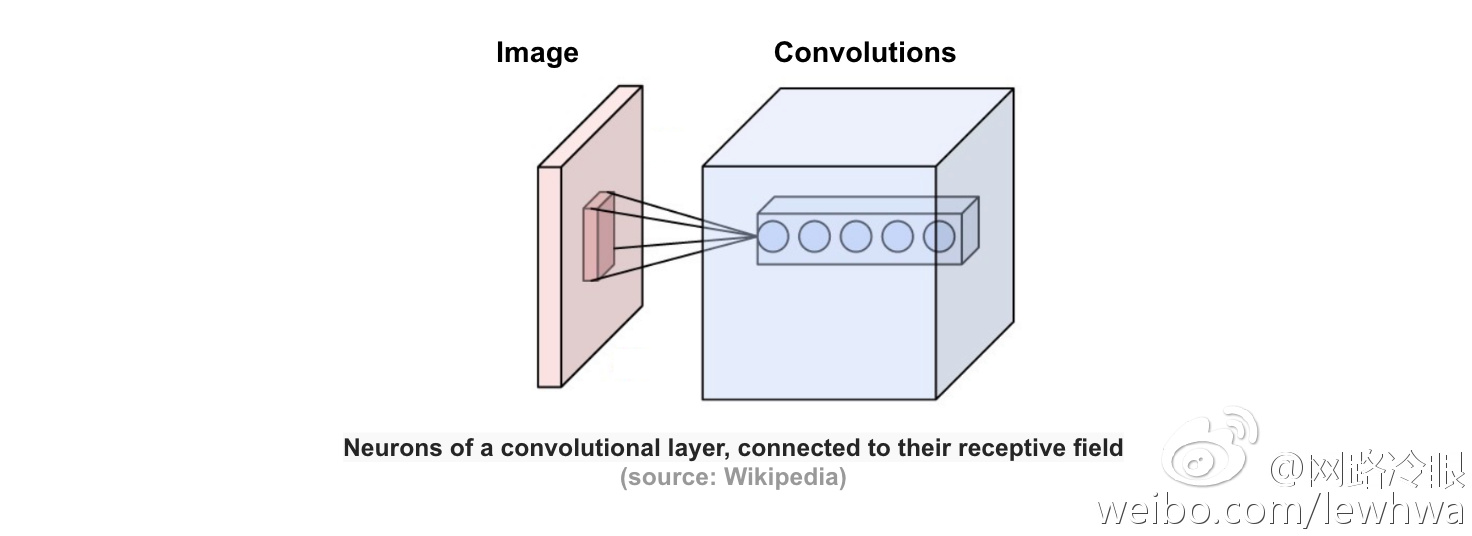 Image
Convolutions
Neurons of a convolutional layer, connected to their receptive field
(source: Wikipedia)
@网路冷眼
weibo.com/lewhwa